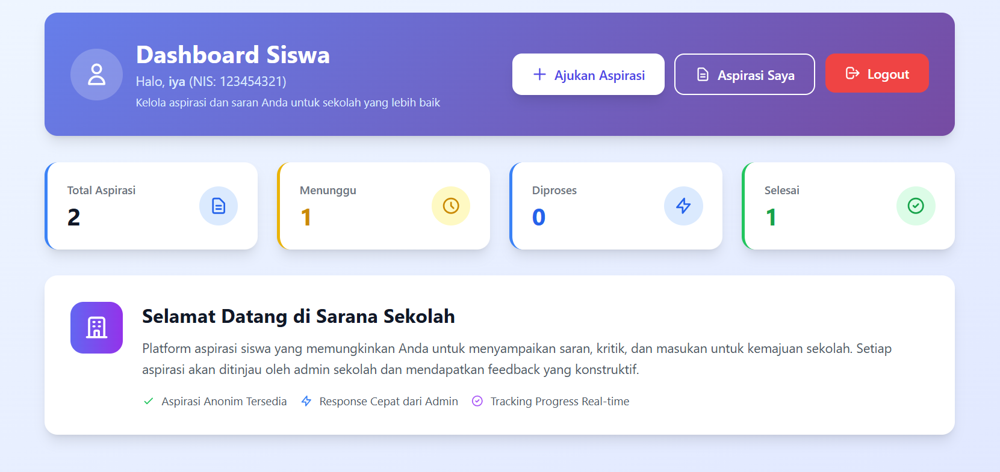 Dashboard Siswa
Halo, iya (NIS: 123454321)
Kelola aspirasi dan saran Anda untuk sekolah yang lebih baik
Ajukan Aspirasi
Aspirasi Saya
Logout
Total Aspirasi
2
Menunggu
1
Diproses
0
Selesai
1
Selamat Datang di Sarana Sekolah
Platform aspirasi siswa yang memungkinkan Anda untuk menyampaikan saran, kritik, dan masukan untuk kemajuan sekolah. Setiap
aspirasi akan ditinjau oleh admin sekolah dan mendapatkan feedback yang konstruktif.
Aspirasi Anonim Tersedia
Response Cepat dari Admin
Tracking Progress Real-time